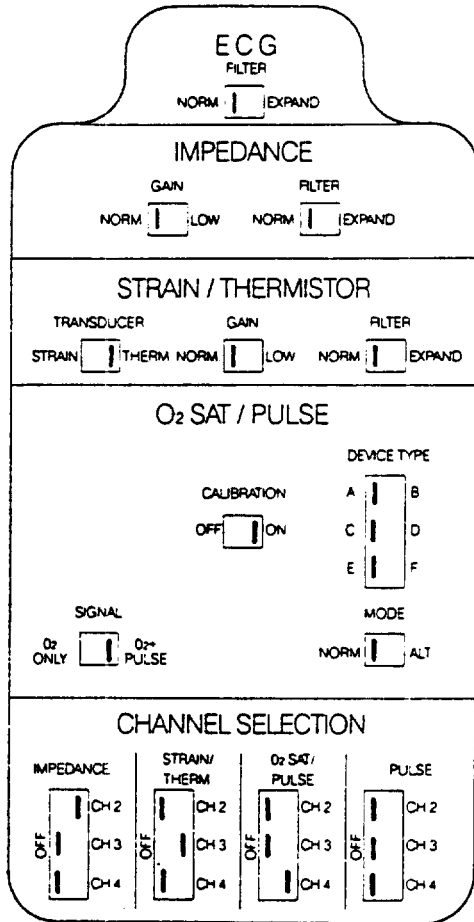 ECG
FILTER
NORM EXPAND
IMPEDANCE
GAIN FILTER
NORM LOW NORM EXPAND
STRAIN / THERMISTOR
TRANSDUCER GAIN FILTER
STRAIN THERM NORM LOW NORM EXPAND
O₂ SAT / PULSE
DEVICE TYPE
A B
CALIBRATION
OFF ON
C D
E F
SIGNAL
O₂ ONLY O₂+ PULSE
MODE
NORM ALT
CHANNEL SELECTION
IMPEDANCE
OFF
CH 2
CH 3
CH 4
STRAIN/
THERM
OFF
CH 2
CH 3
CH 4
O₂ SAT/
PULSE
OFF
CH 2
CH 3
CH 4
PULSE
OFF
CH 2
CH 3
CH 4